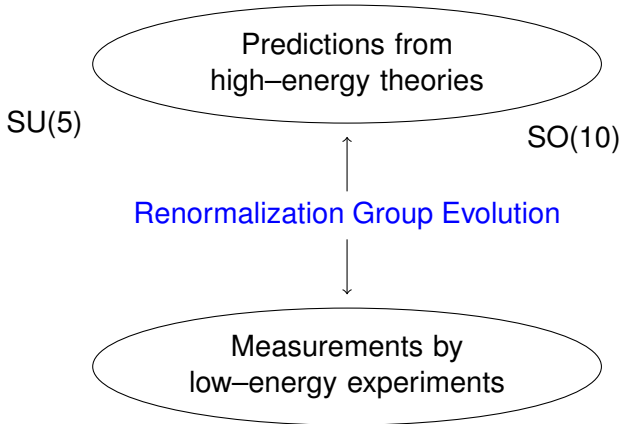 Predictions from
high–energy theories
SU(5)
SO(10)
Renormalization Group Evolution
Measurements by
low–energy experiments